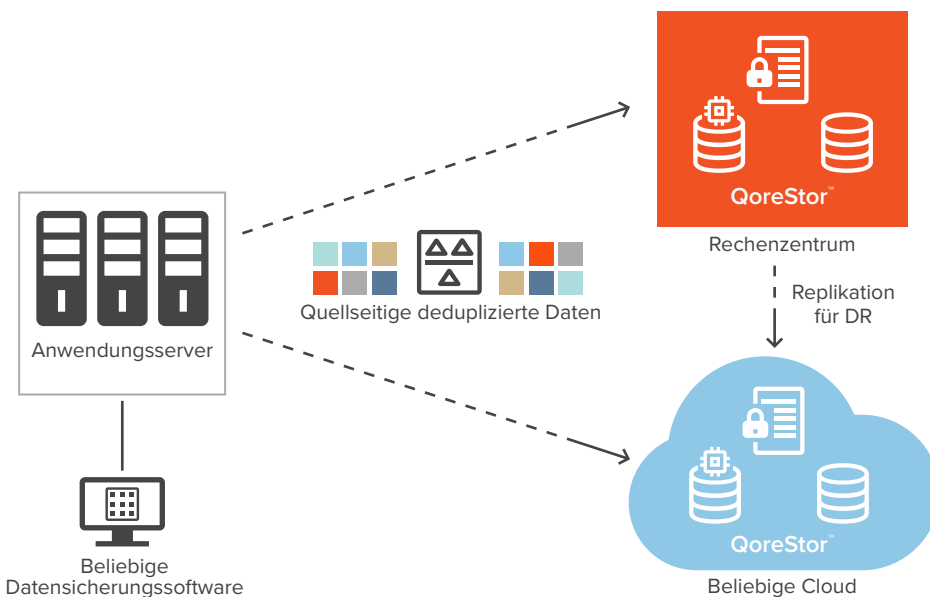 QoreStor™
Rechenzentrum
Replikation
für DR
Quellseitige deduplizierte Daten
Anwendungsserver
Beliebige
Datensicherungssoftware
QoreStor™
Beliebige Cloud